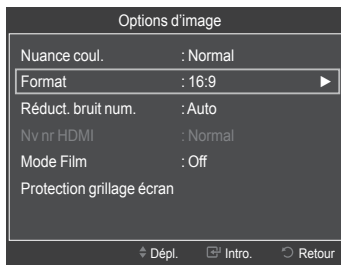 Options d'image
Nuance coul. : Normal
Format : 16:9 ►
Réduct. bruit num. : Auto
Nv nr HDMI : Normal
Mode Film : Off
Protection grillage écran
Dépl. Intro. Retour